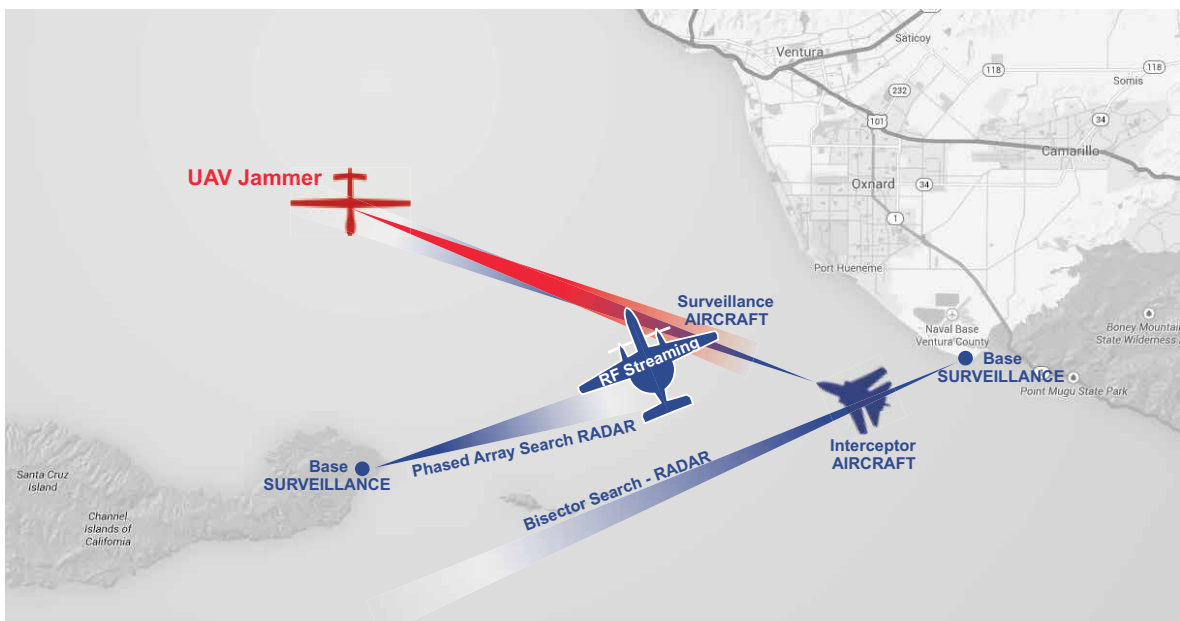 Ventura
Saticoy
118
118
Somis
232
101
34
Camarillo
Oxnard
34
1
UAV Jammer
Port Hueneme
Surveillance
AIRCRAFT
Naval Base
Ventura County
Boney Mountain
State Wilderness
RF Streaming
Base
SURVEILLANCE
Point Mugu State Park
Phased Array Search RADAR
Interceptor
AIRCRAFT
Base
SURVEILLANCE
Bisector Search - RADAR
Santa Cruz
Island
Channel
Islands of
California